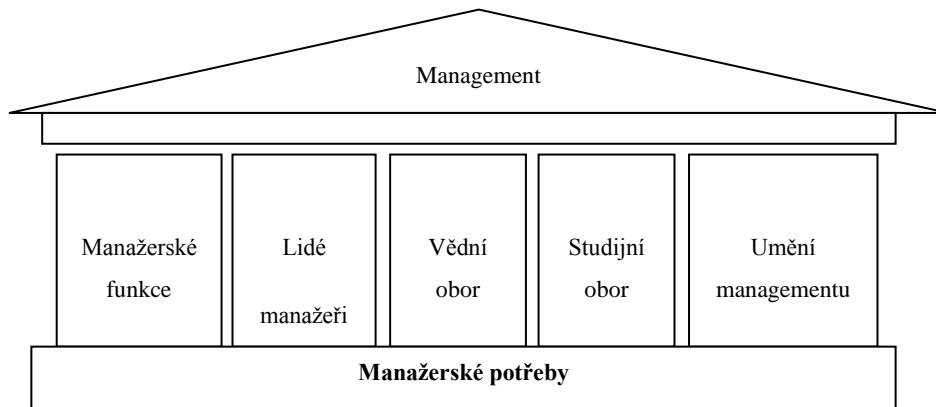 Management
Manažerské
funkce
Lidé
manažeři
Vědní
obor
Studijní
obor
Umění
managementu
Manažerské potřeby